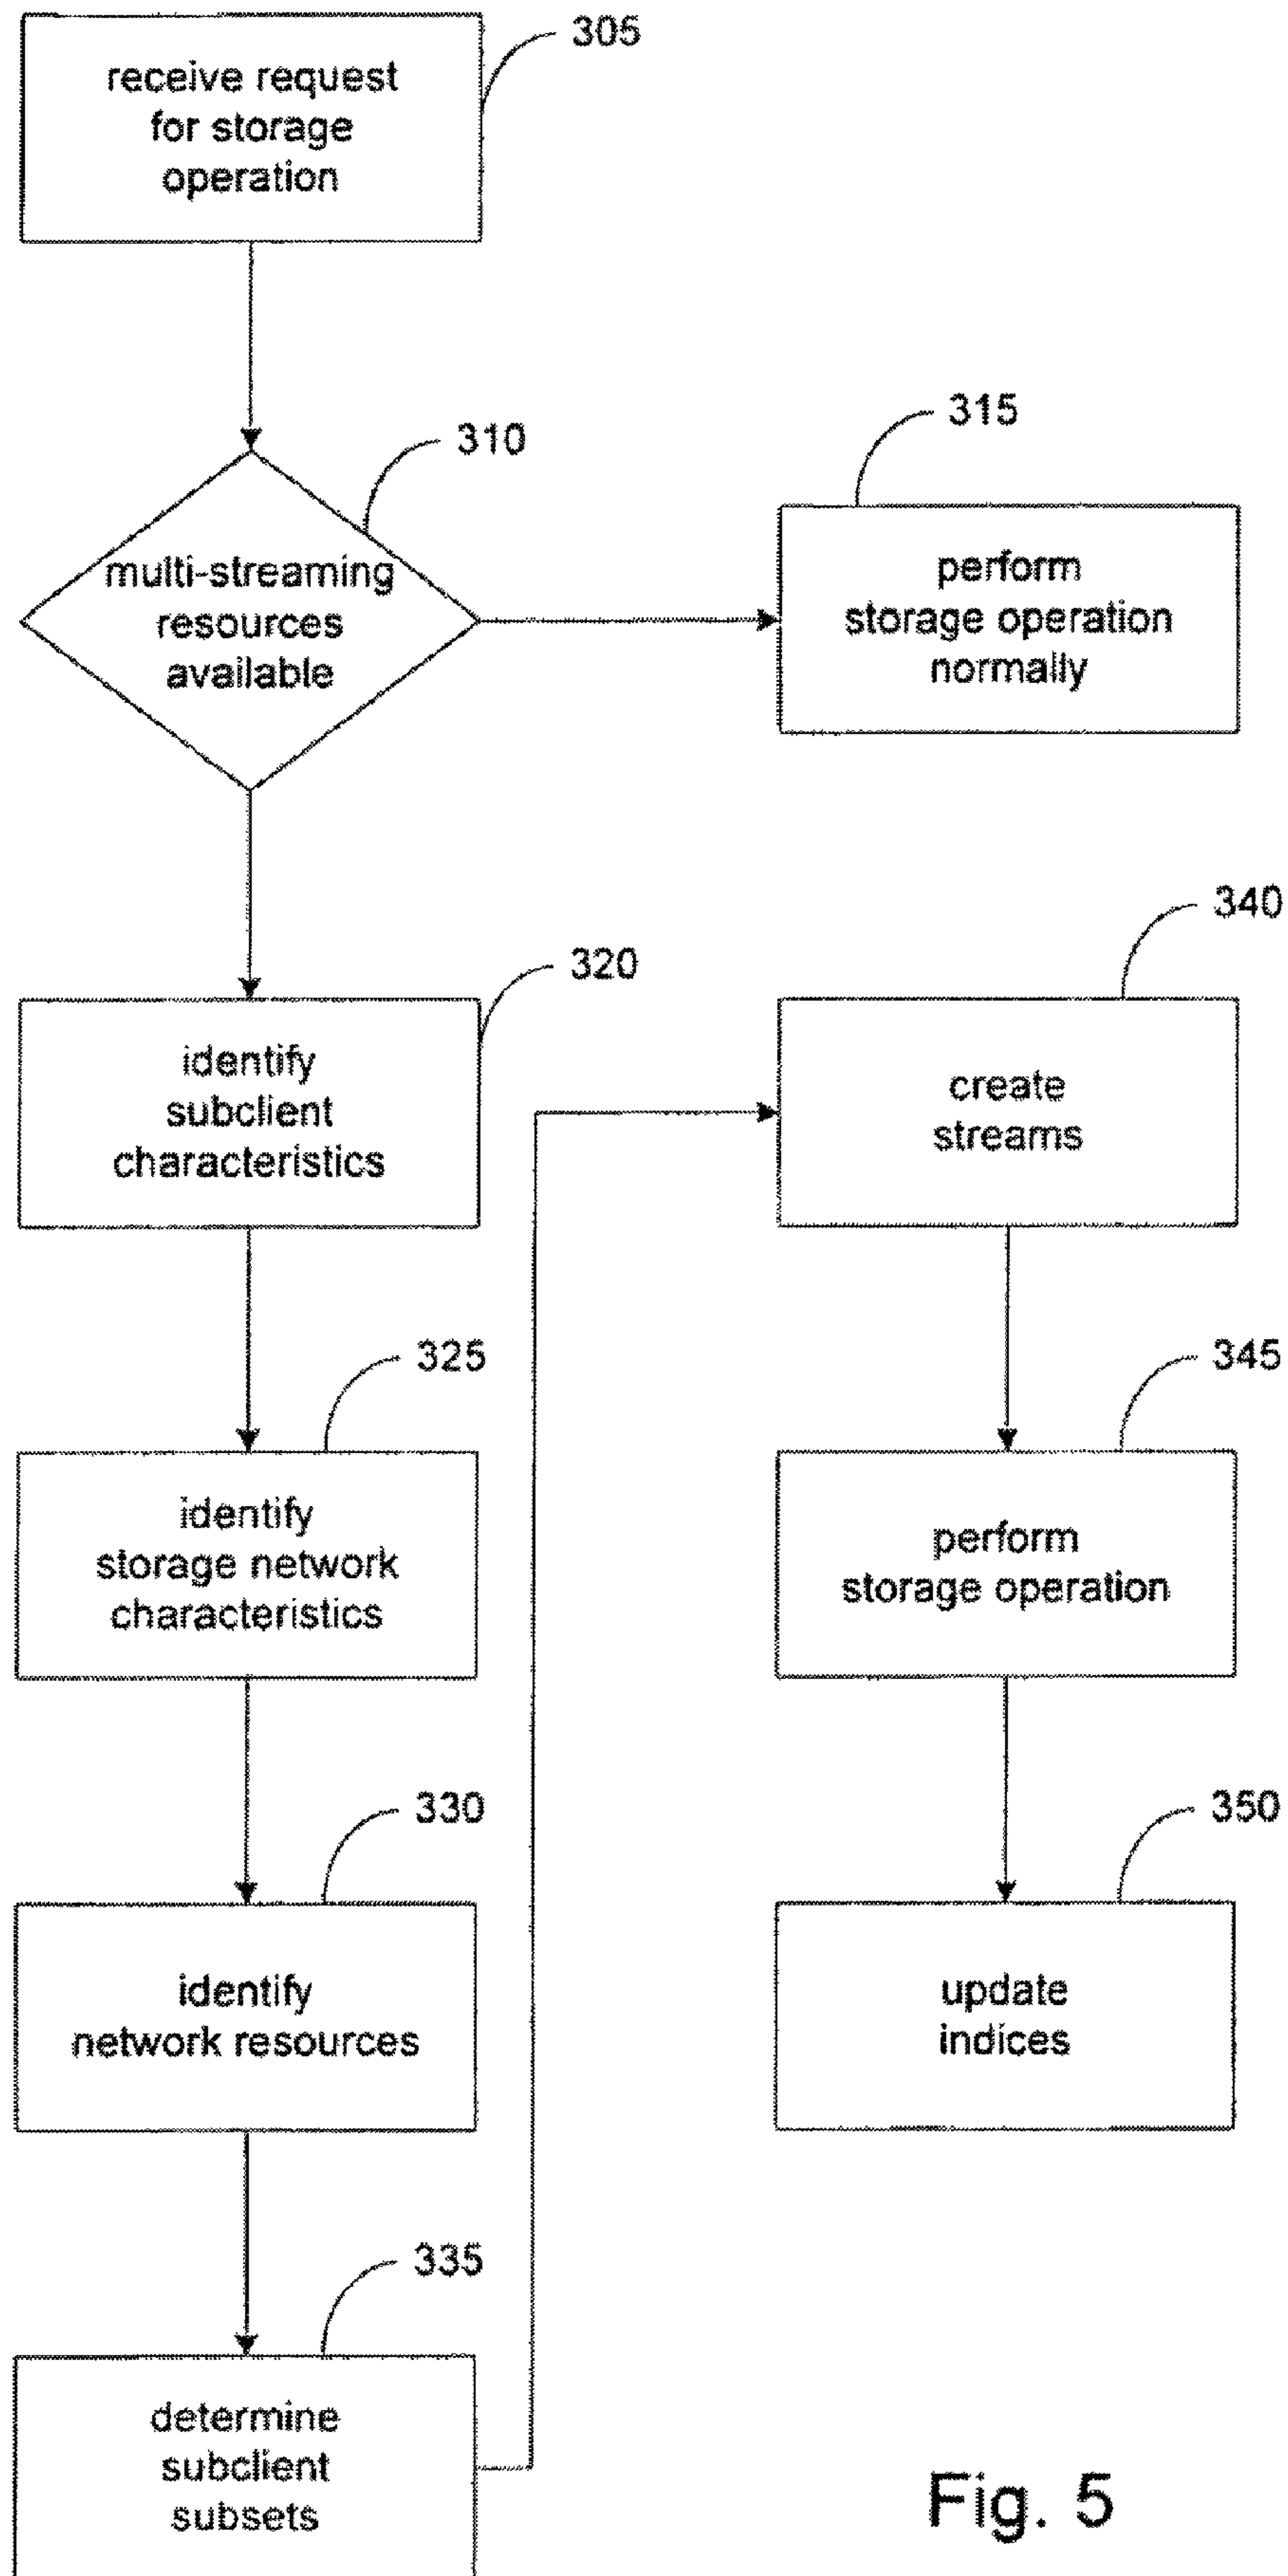 305
receive request
for storage
operation
310
multi-streaming
resources
available
315
perform
storage operation
normally
320
identify
subclient
characteristics
325
identify
storage network
characteristics
330
identify
network resources
335
determine
subclient
subsets
340
create
streams
345
perform
storage operation
350
update
indices
Fig. 5